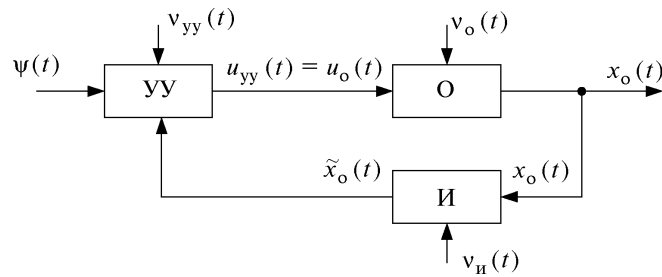 ν_уу(t) ν_о(t)
ψ(t) УУ u_уу(t) = u_о(t) О x_о(t)
x̃_о(t) И x_о(t)
ν_и(t)